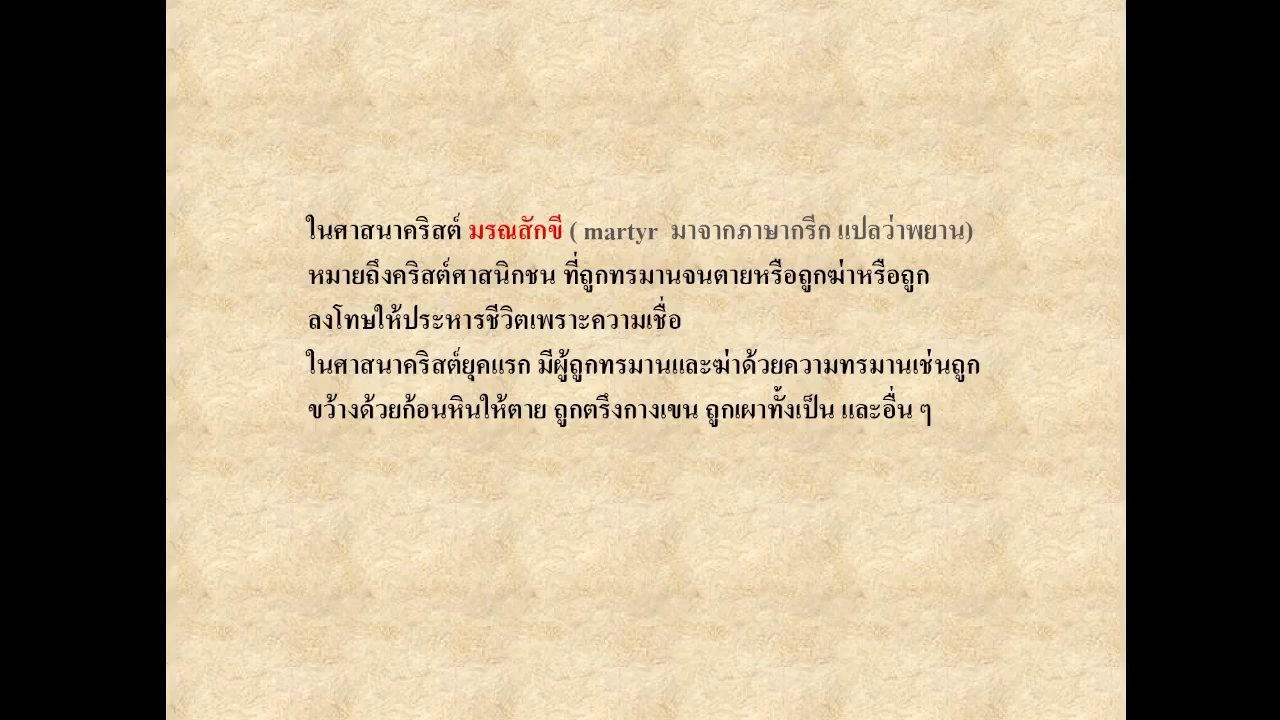 ในศาสนาคริสต์ มรณสักขี ( martyr มาจากภาษากรีก แปลว่าพยาน)
หมายถึงคริสต์ศาสนิกชน ที่ถูกทรมานจนตายหรือถูกฆ่าหรือถูก
ลงโทษให้ประหารชีวิตเพราะความเชื่อ
ในศาสนาคริสต์ยุคแรก มีผู้ถูกทรมานและฆ่าด้วยความทรมานเช่นถูก
ขว้างด้วยก้อนหินให้ตาย ถูกตรึงกางเขน ถูกเผาทั้งเป็น และอื่น ๆ